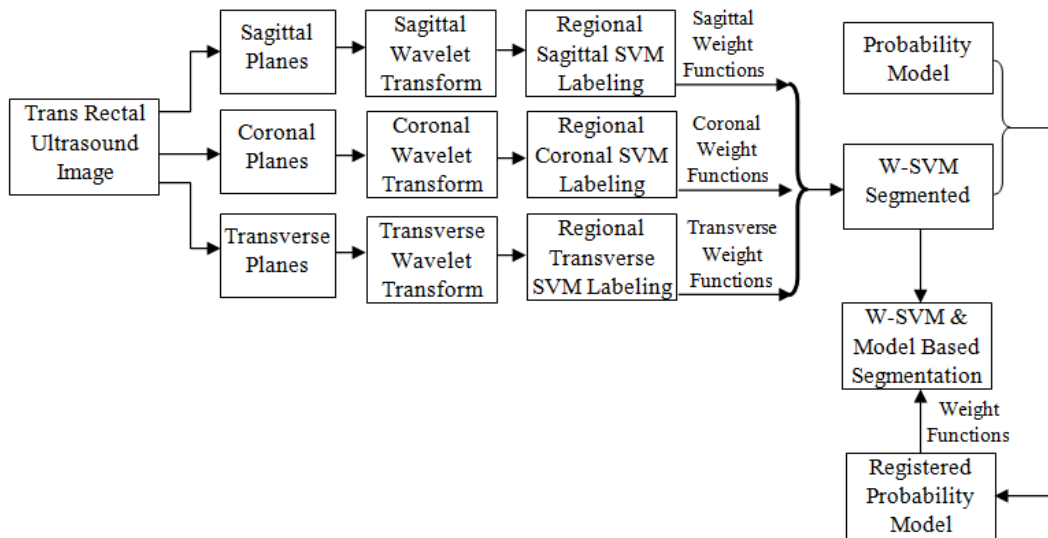 Trans Rectal
Ultrasound
Image
Sagittal
Planes
Sagittal
Wavelet
Transform
Regional
Sagittal SVM
Labeling
Sagittal
Weight
Functions
Coronal
Planes
Coronal
Wavelet
Transform
Regional
Coronal SVM
Labeling
Coronal
Weight
Functions
Transverse
Planes
Transverse
Wavelet
Transform
Regional
Transverse
SVM Labeling
Transverse
Weight
Functions
Probability
Model
W-SVM
Segmented
W-SVM &
Model Based
Segmentation
Weight
Functions
Registered
Probability
Model